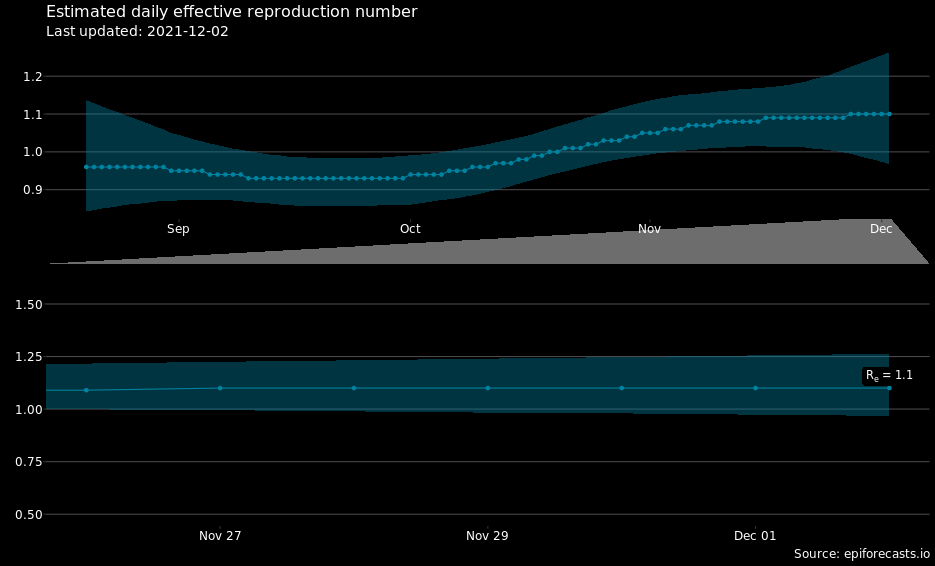 Estimated daily effective reproduction number
Last updated: 2021-12-02
1.2
1.1
1.0
0.9
Sep Oct Nov Dec
1.50
1.25
Re = 1.1
1.00
0.75
0.50
Nov 27 Nov 29 Dec 01
Source: epiforecasts.io